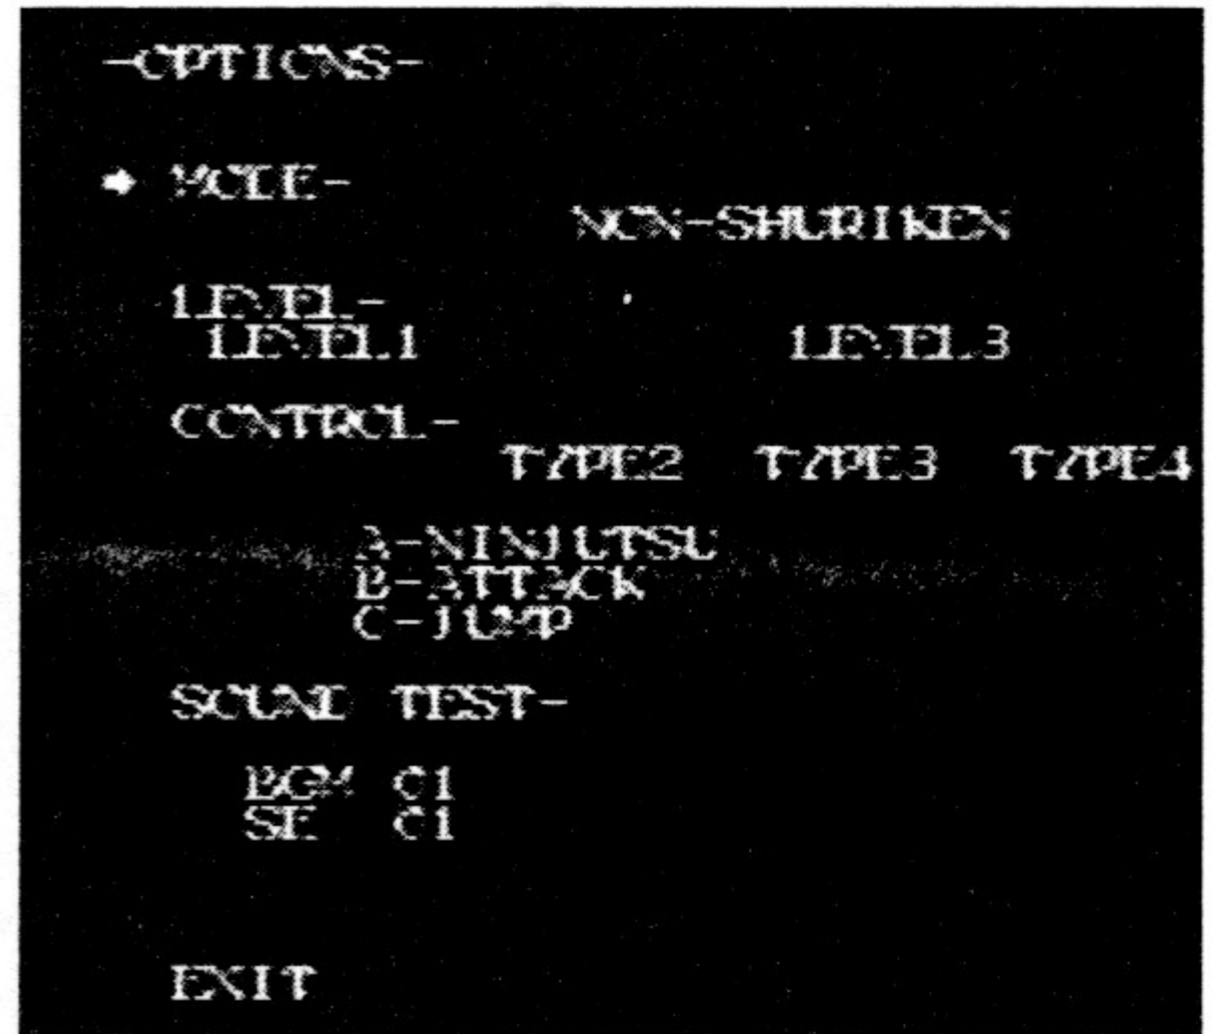 -OPTIONS-
MODE-
NON-SHURIKEN
LEVEL-
LEVEL1 LEVEL3
CONTROL-
TYPE2 TYPE3 TYPE4
A-NINJUTSU
B-ATTACK
C-JUMP
SOUND TEST-
BGM 01
SE 01
EXIT